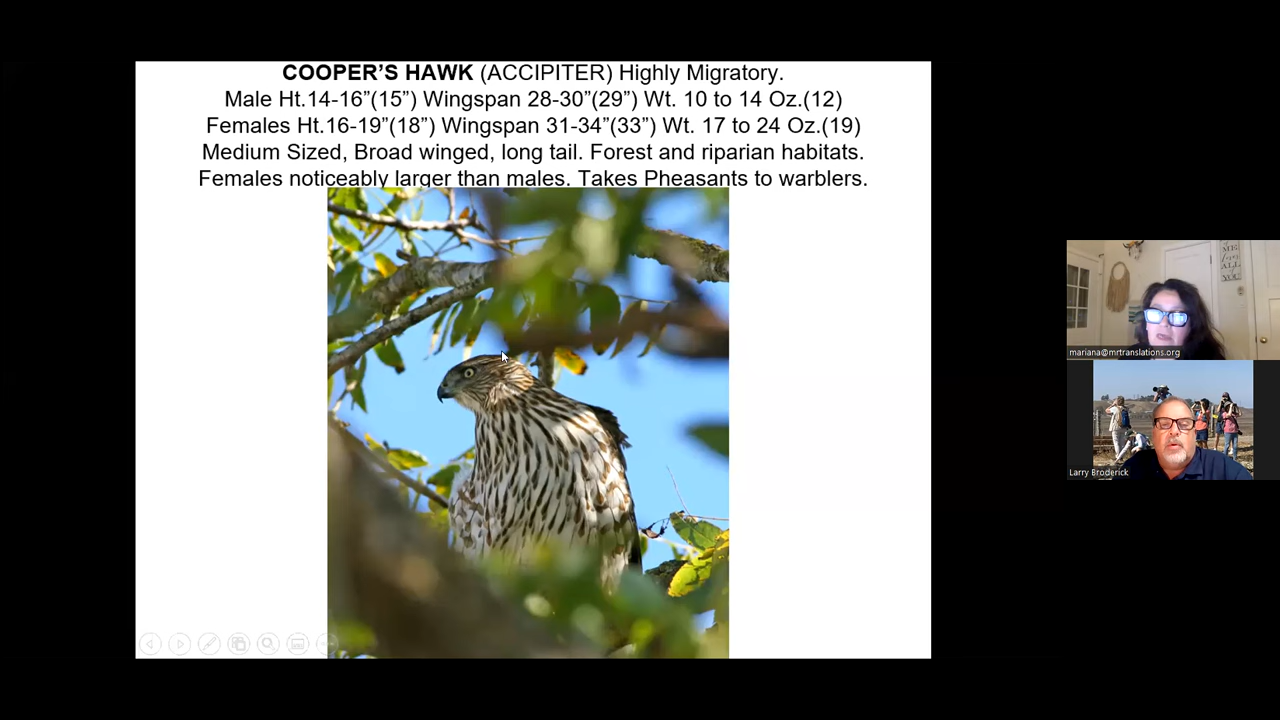 COOPER’S HAWK (ACCIPITER) Highly Migratory.
Male Ht.14-16”(15”) Wingspan 28-30”(29”) Wt. 10 to 14 Oz.(12)
Females Ht.16-19”(18”) Wingspan 31-34”(33”) Wt. 17 to 24 Oz.(19)
Medium Sized, Broad winged, long tail. Forest and riparian habitats.
Females noticeably larger than males. Takes Pheasants to warblers.
ME
ALL
YOU
mariana@mrtranslations.org
Larry Broderick